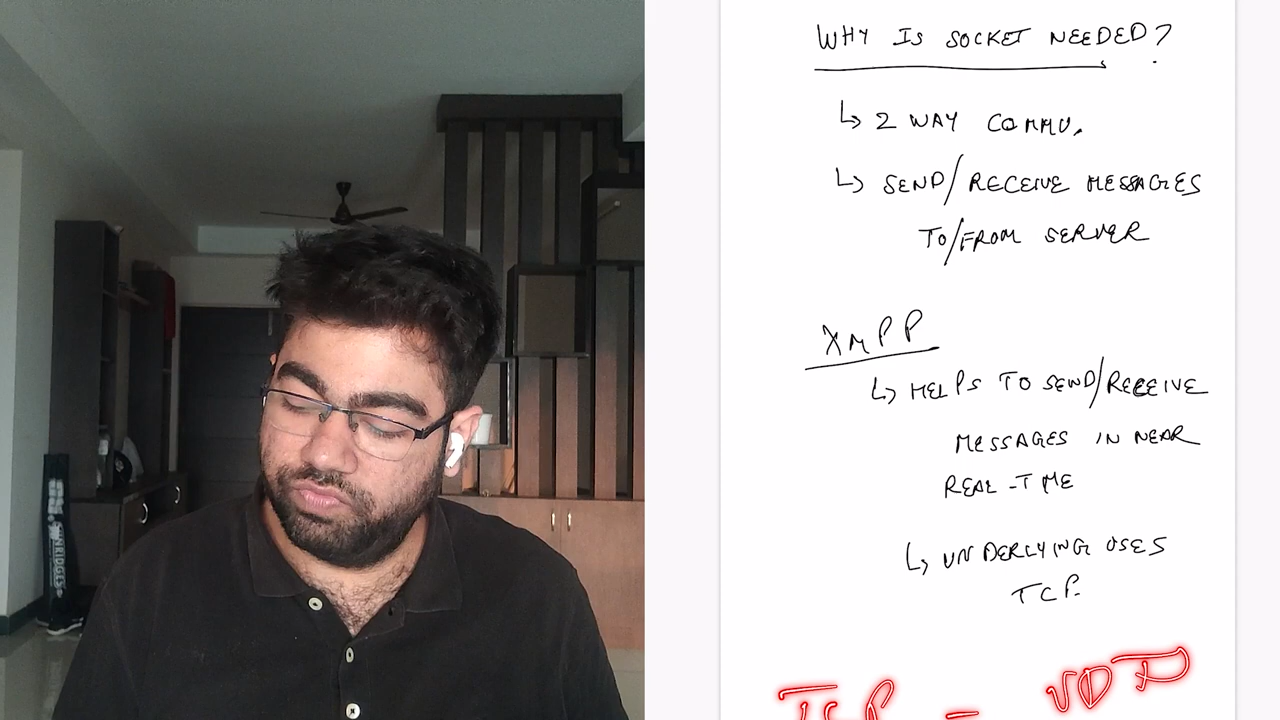 WHY IS SOCKET NEEDED?
↳ 2 WAY COMMU.
↳ SEND/RECEIVE MESSAGES
TO/FROM SERVER
XMPP
↳ HELPS TO SEND/RECEIVE
MESSAGES IN NEAR
REAL-TIME
↳ UNDERLYING USES
TCP.
TCP - UDP